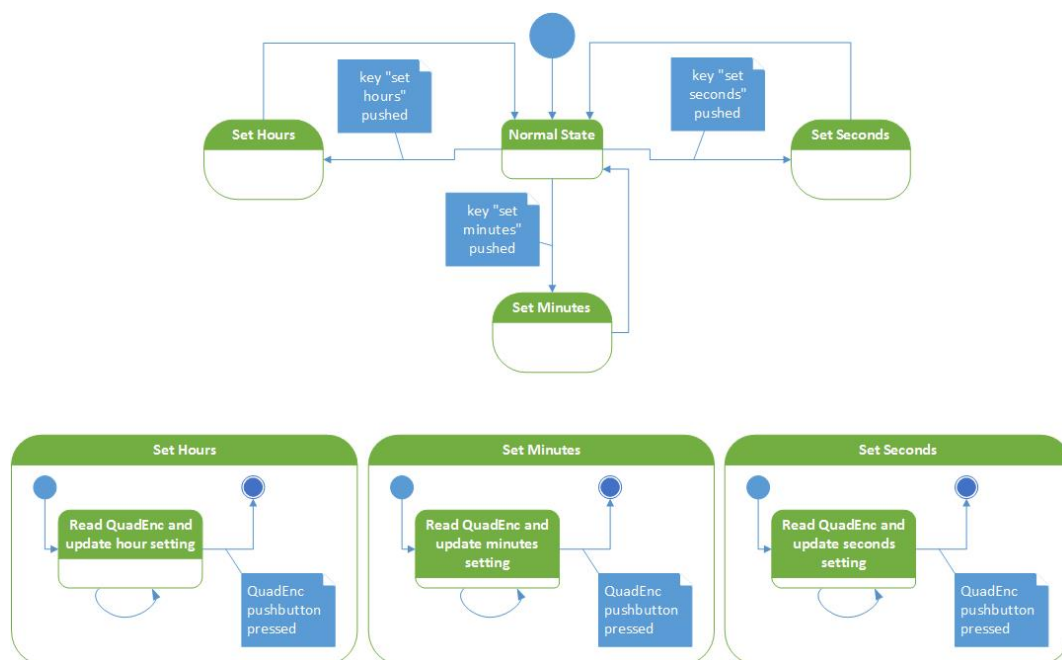 key "set
hours"
pushed
key "set
seconds"
pushed
Set Hours
Normal State
Set Seconds
key "set
minutes"
pushed
Set Minutes
Set Hours
Read QuadEnc and
update hour setting
QuadEnc
pushbutton
pressed
Set Minutes
Read QuadEnc and
update minutes
setting
QuadEnc
pushbutton
pressed
Set Seconds
Read QuadEnc and
update seconds
setting
QuadEnc
pushbutton
pressed